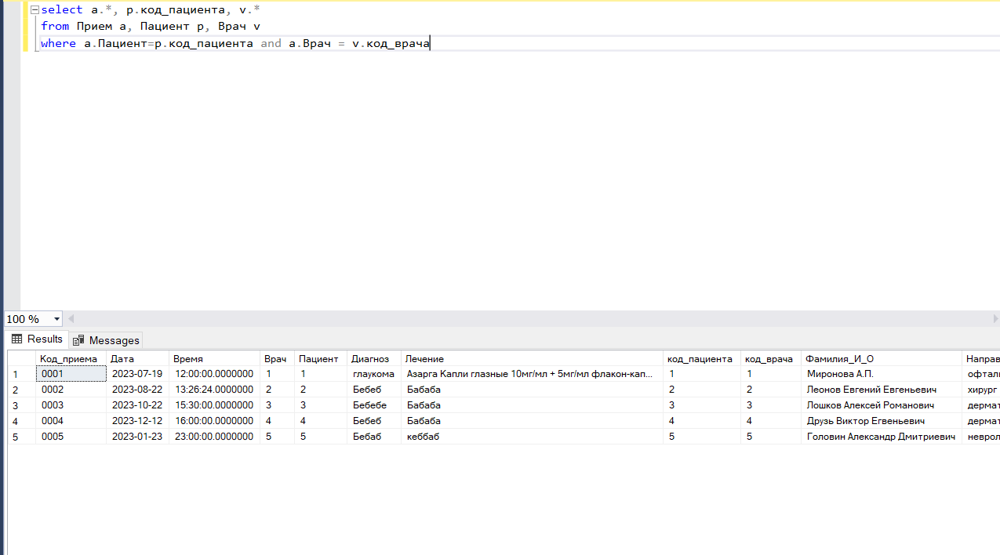 select a.*, p.код_пациента, v.*
from Прием a, Пациент p, Врач v
where a.Пациент=p.код_пациента and a.Врач = v.код_врача
100 %
Results Messages
Код_приема Дата Время Врач Пациент Диагноз Лечение код_пациента код_врача Фамилия_И_О Направ
1 0001 2023-07-19 12:00:00.0000000 1 1 глаукома Азарга Капли глазные 10мг/мл + 5мг/мл флакон-кап... 1 1 Миронова А.П. офталь
2 0002 2023-08-22 13:26:24.0000000 2 2 Бебеб Бабаба 2 2 Леонов Евгений Евгеньевич хирург
3 0003 2023-10-22 15:30:00.0000000 3 3 Бебебе Бабаба 3 3 Лошков Алексей Романович дермат
4 0004 2023-12-12 16:00:00.0000000 4 4 Бебеб Бабаба 4 4 Друзь Виктор Егвеньевич дермат
5 0005 2023-01-23 23:00:00.0000000 5 5 Бебаб кеббаб 5 5 Головин Александр Дмитриевич неврол